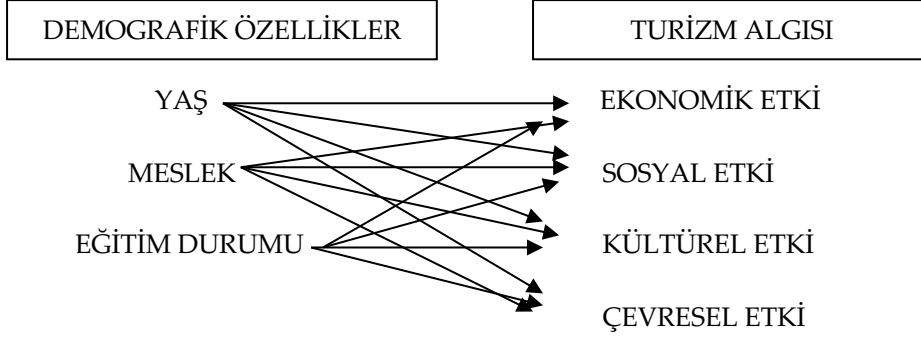 DEMOGRAFİK ÖZELLİKLER
TURİZM ALGISI
YAŞ
EKONOMİK ETKİ
MESLEK
SOSYAL ETKİ
EĞİTİM DURUMU
KÜLTÜREL ETKİ
ÇEVRESEL ETKİ